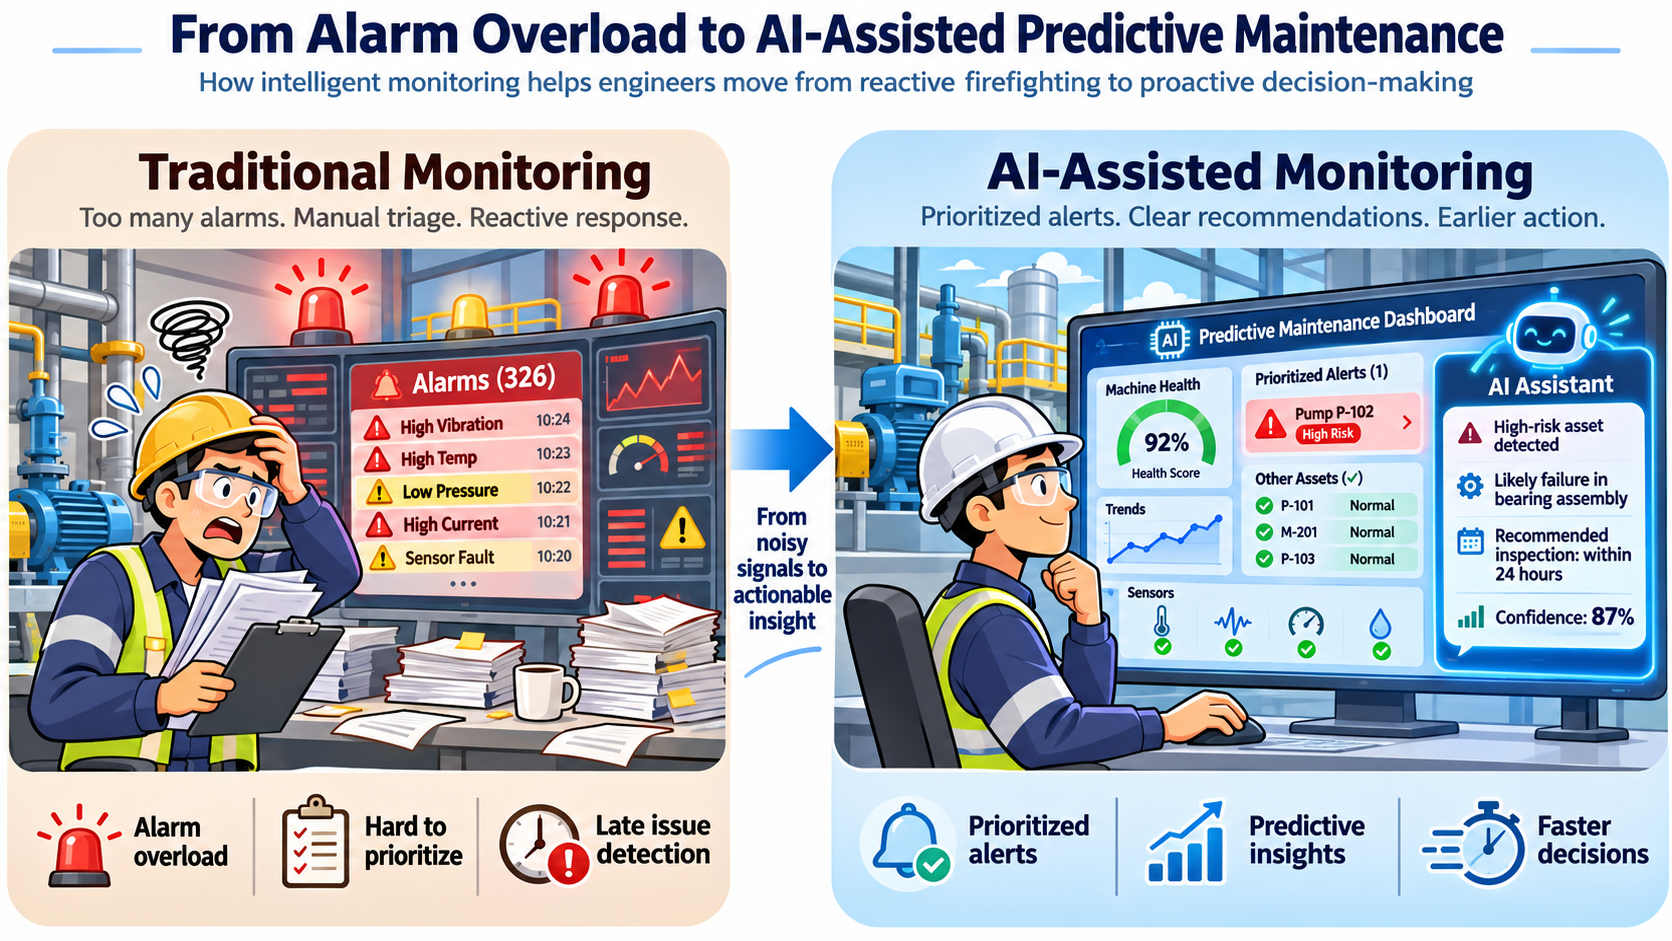 From Alarm Overload to AI-Assisted Predictive Maintenance
How intelligent monitoring helps engineers move from reactive firefighting to proactive decision-making
Traditional Monitoring
Too many alarms. Manual triage. Reactive response.
Alarms (326)
High Vibration 10:24
High Temp 10:23
Low Pressure 10:22
High Current 10:21
Sensor Fault 10:20
Alarm
overload
Hard to
prioritize
Late issue
detection
From
noisy
signals to
actionable
insight
AI-Assisted Monitoring
Prioritized alerts. Clear recommendations. Earlier action.
AI Predictive Maintenance Dashboard
Machine Health
92%
Health Score
Prioritized Alerts (1)
Pump P-102
High Risk
Trends
Other Assets (✓)
P-101 Normal
M-201 Normal
P-103 Normal
Sensors
AI Assistant
High-risk asset
detected
Likely failure in
bearing assembly
Recommended
inspection: within
24 hours
Confidence: 87%
Prioritized
alerts
Predictive
insights
Faster
decisions